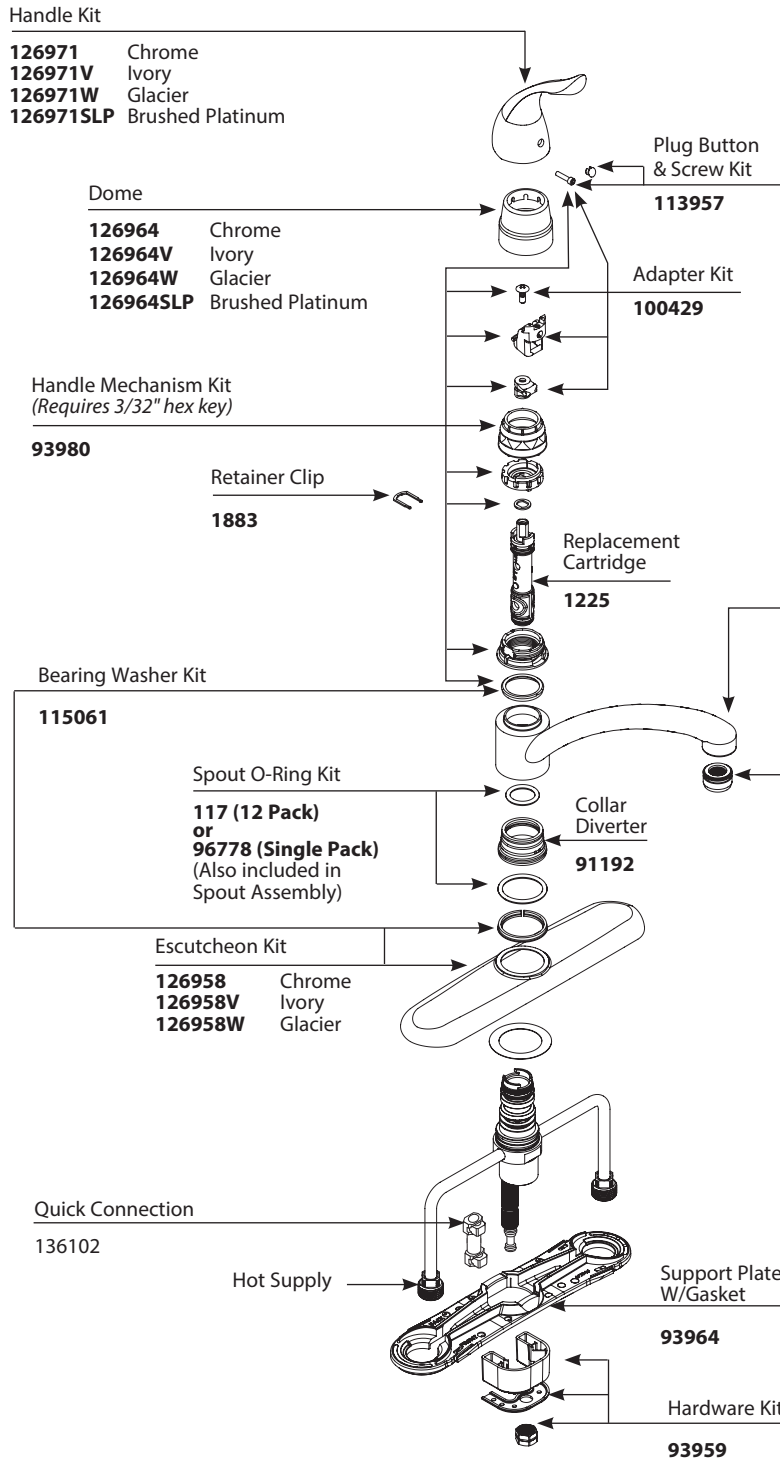 Handle Kit
126971 Chrome
126971V Ivory
126971W Glacier
126971SLP Brushed Platinum
Plug Button
& Screw Kit
113957
Dome
126964 Chrome
126964V Ivory
126964W Glacier
126964SLP Brushed Platinum
Adapter Kit
100429
Handle Mechanism Kit
(Requires 3/32" hex key)
93980
Retainer Clip
1883
Replacement
Cartridge
1225
Bearing Washer Kit
115061
Spout O-Ring Kit
117 (12 Pack)
or
96778 (Single Pack)
(Also included in
Spout Assembly)
Collar
Diverter
91192
Escutcheon Kit
126958 Chrome
126958V Ivory
126958W Glacier
Quick Connection
136102
Hot Supply
Support Plate
W/Gasket
93964
Hardware Kit
93959